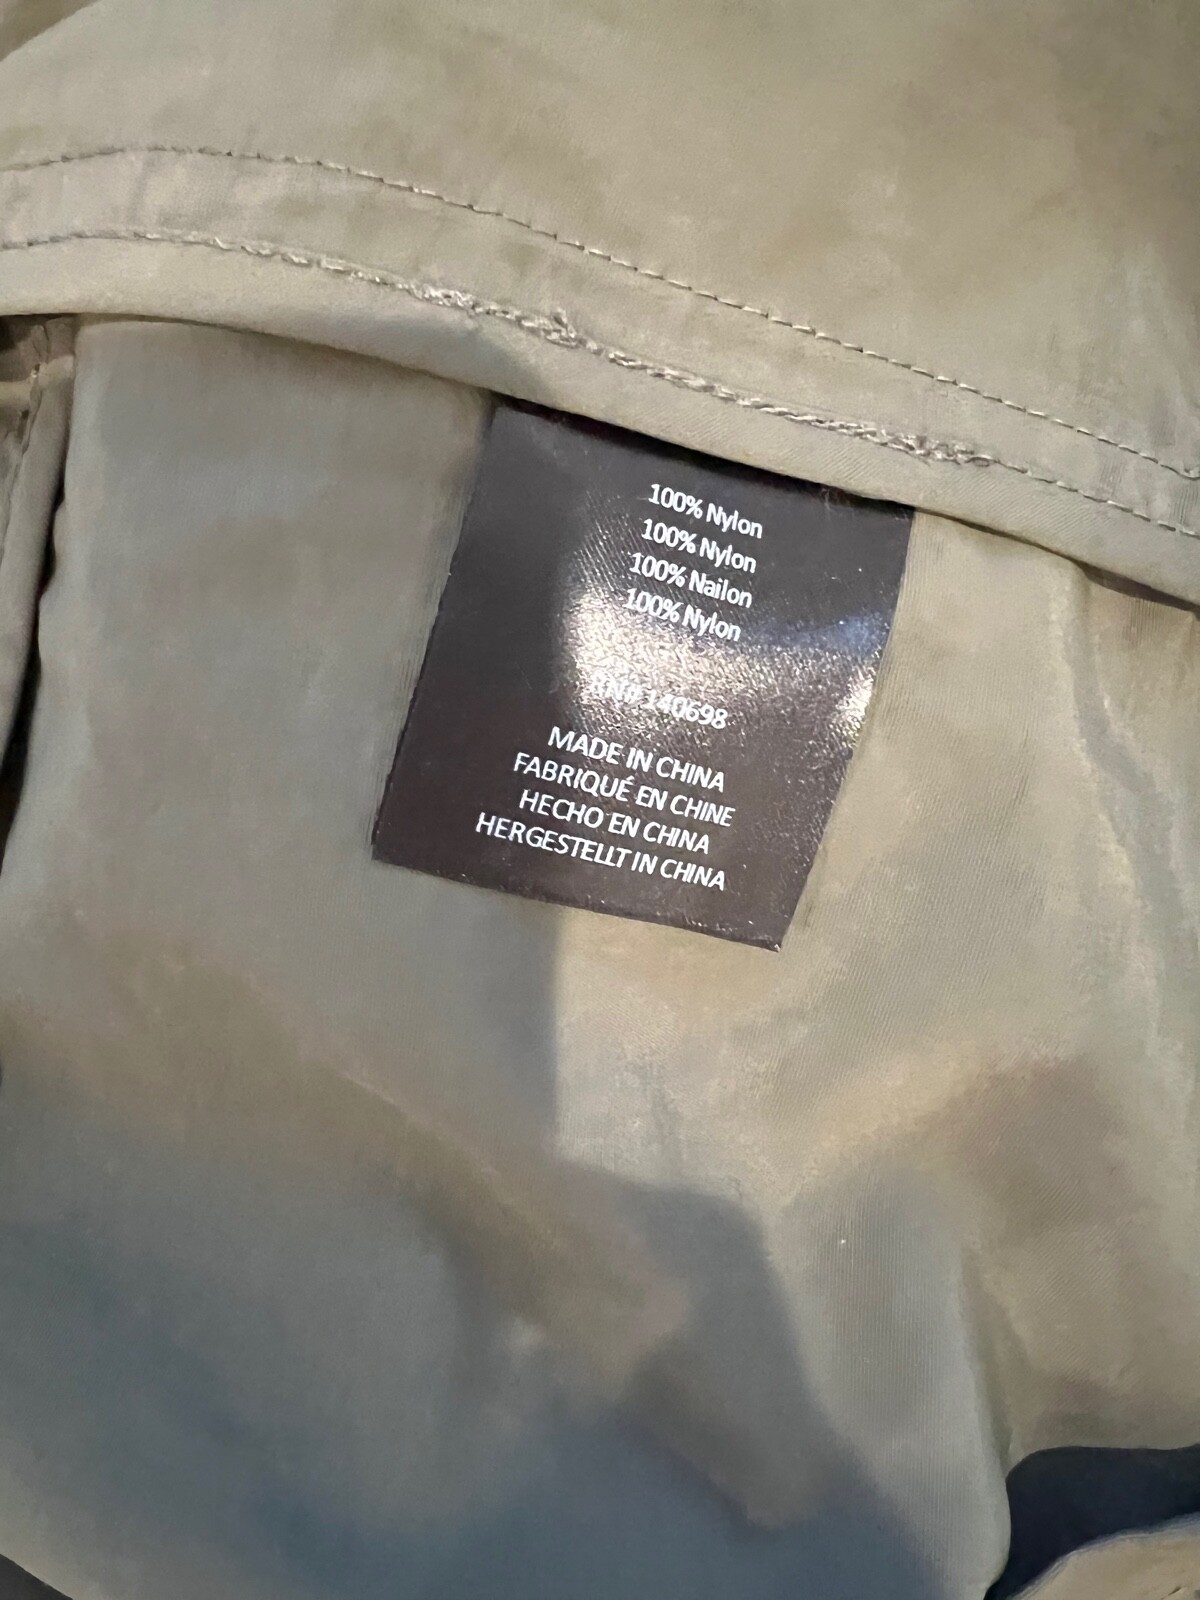 100% Nylon
100% Nylon
100% Nailon
100% Nylon
140698
MADE IN CHINA
FABRIQUÉ EN CHINE
HECHO EN CHINA
HERGESTELLT IN CHINA